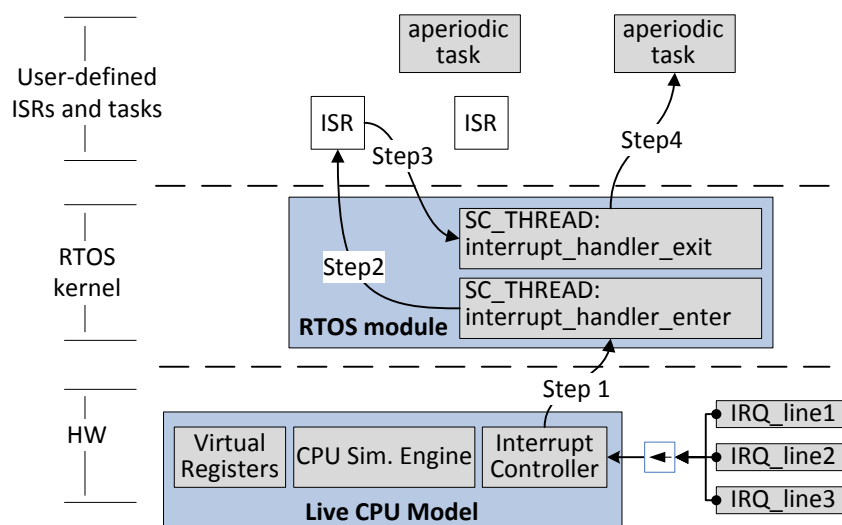 aperiodic
task
aperiodic
task
User-defined
ISRs and tasks
ISR
ISR
Step3
Step4
RTOS
kernel
SC_THREAD:
interrupt_handler_exit
Step2
SC_THREAD:
interrupt_handler_enter
RTOS module
Step 1
HW
Virtual
Registers
CPU Sim. Engine
Interrupt
Controller
IRQ_line1
IRQ_line2
IRQ_line3
Live CPU Model